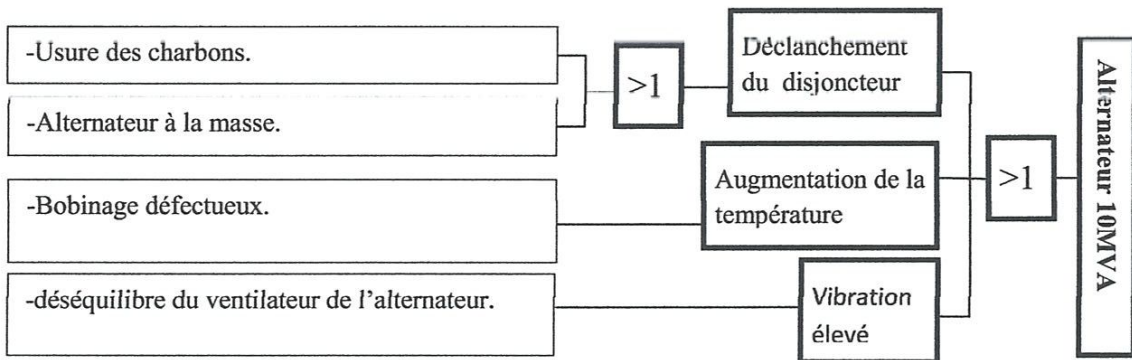 -Usure des charbons.
-Alternateur à la masse.
>1
Déclanchement
du disjoncteur
-Bobinage défectueux.
Augmentation de la
température
-déséquilibre du ventilateur de l'alternateur.
Vibration
élevé
>1
Alternateur 10MVA